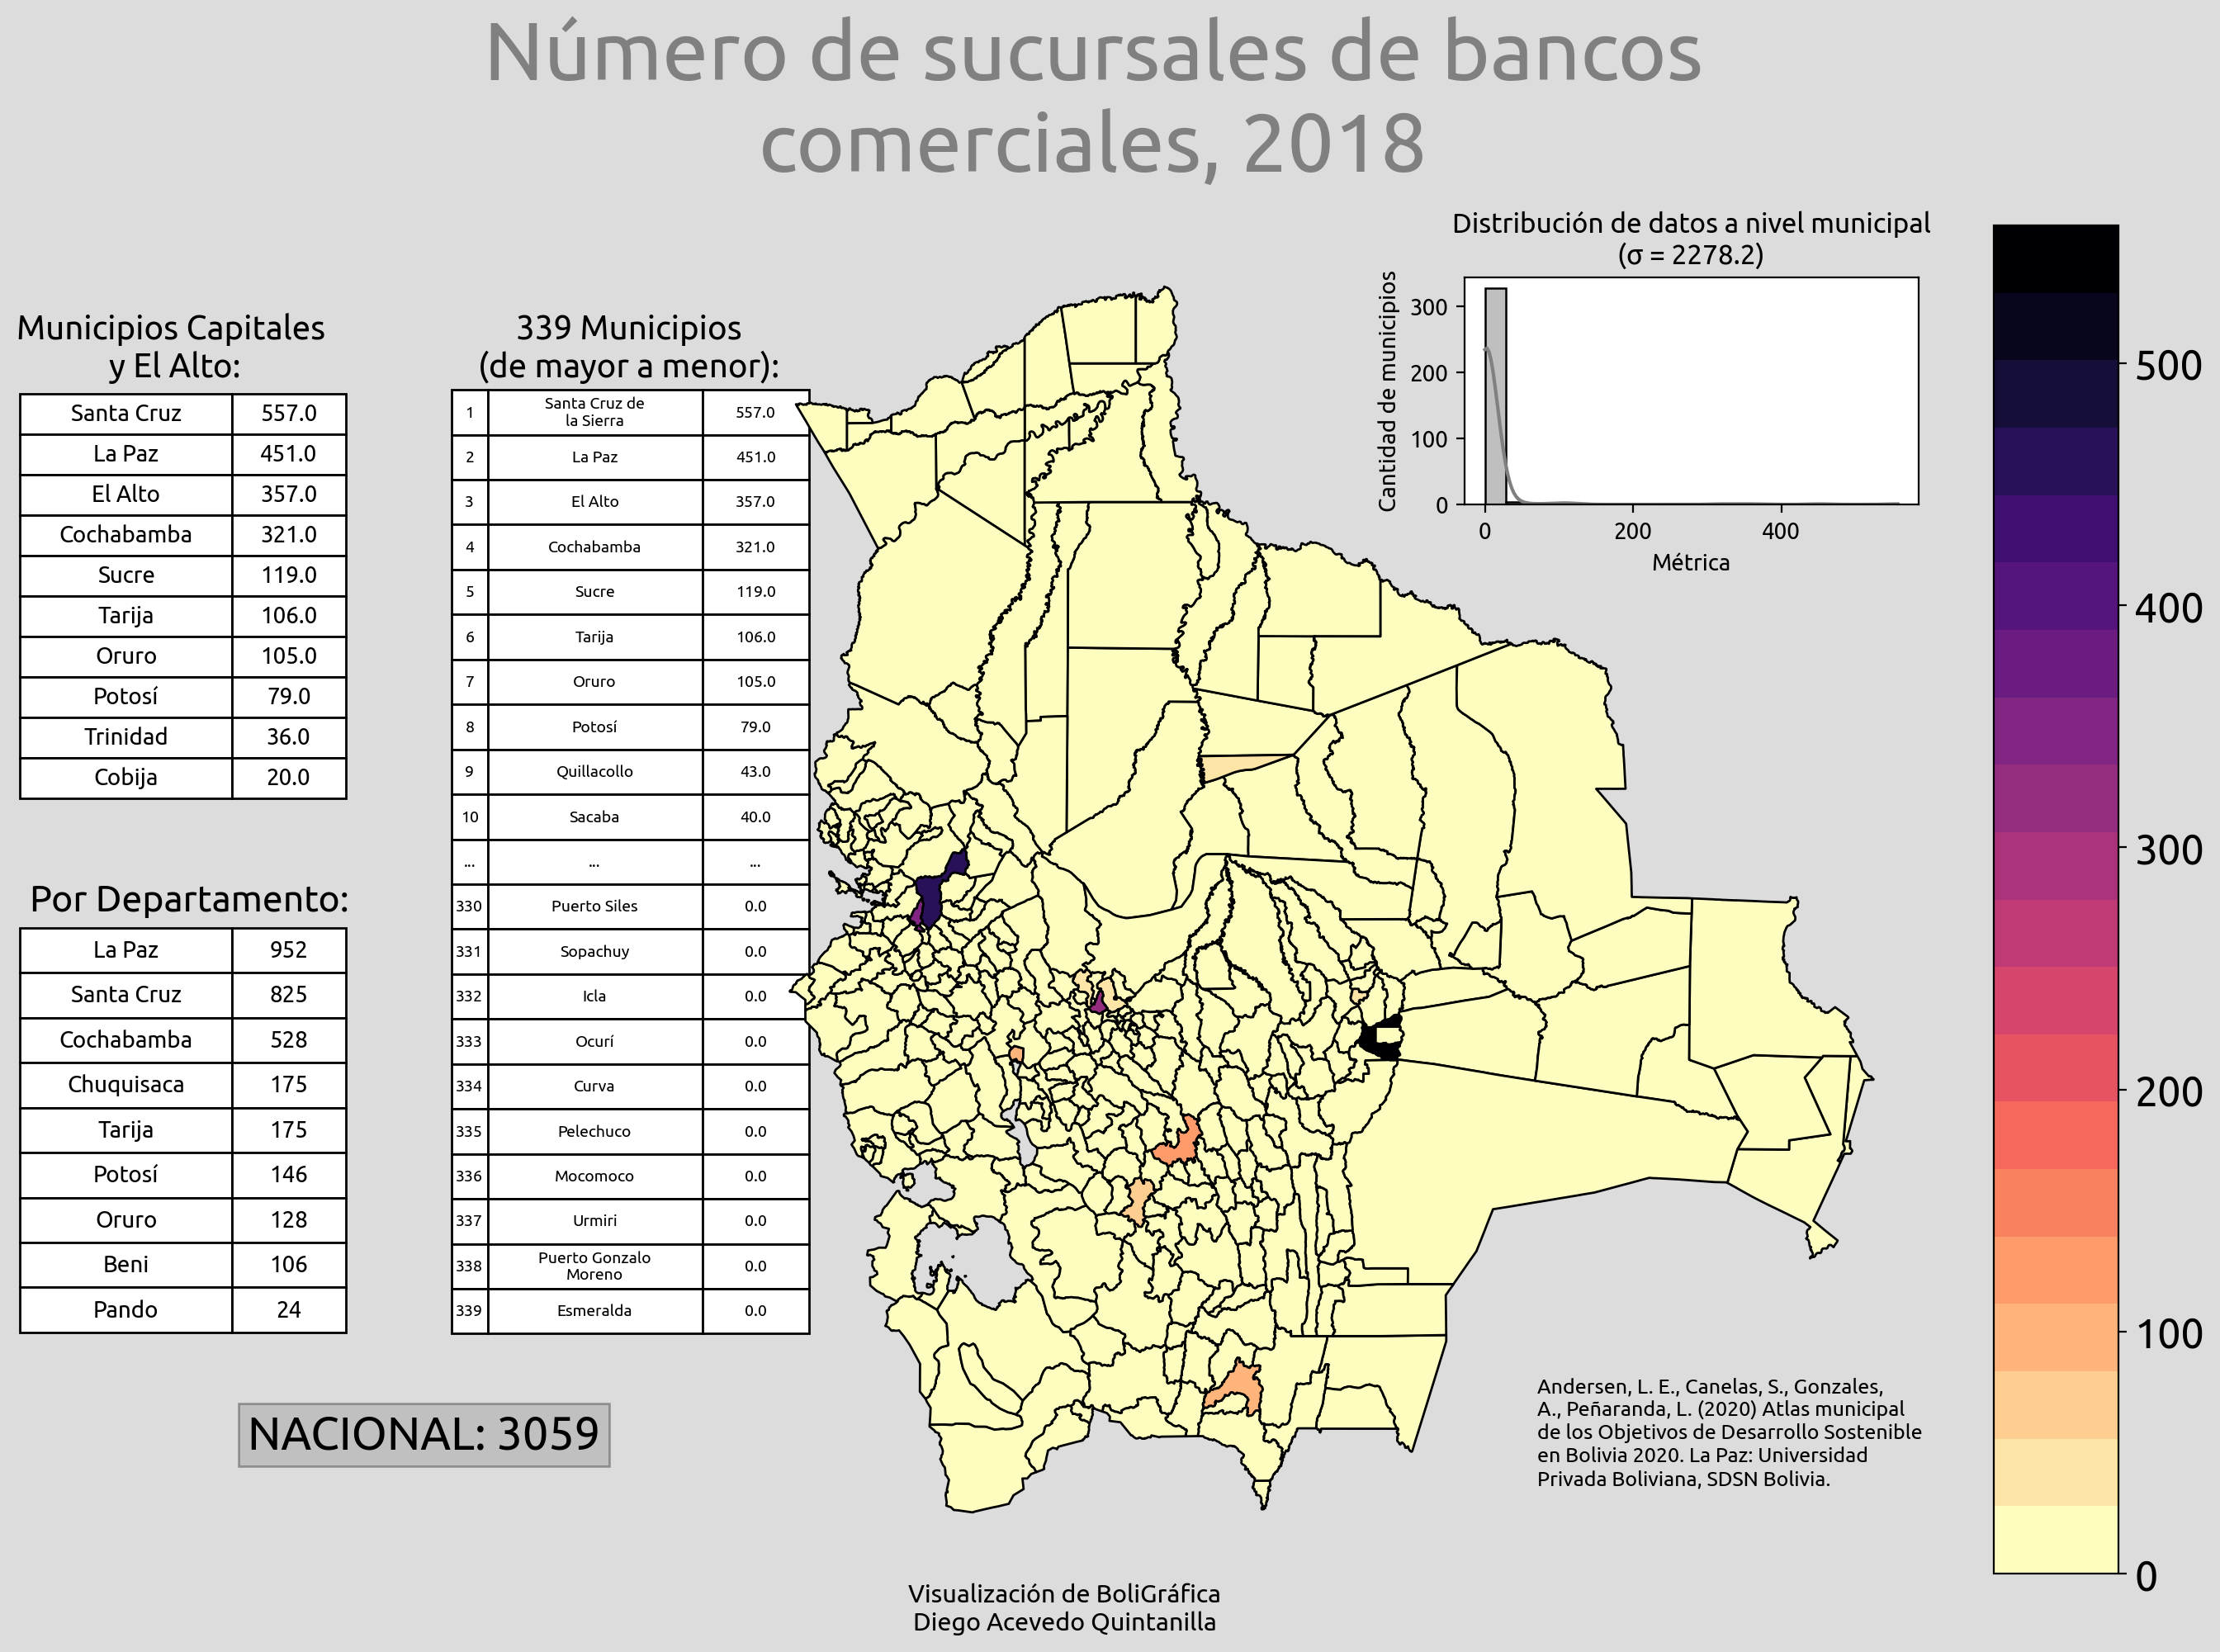 Número de sucursales de bancos
comerciales, 2018
Municipios Capitales
y El Alto:
Santa Cruz 557.0
La Paz 451.0
El Alto 357.0
Cochabamba 321.0
Sucre 119.0
Tarija 106.0
Oruro 105.0
Potosí 79.0
Trinidad 36.0
Cobija 20.0
Por Departamento:
La Paz 952
Santa Cruz 825
Cochabamba 528
Chuquisaca 175
Tarija 175
Potosí 146
Oruro 128
Beni 106
Pando 24
NACIONAL: 3059
339 Municipios
(de mayor a menor):
1 Santa Cruz de
la Sierra 557.0
2 La Paz 451.0
3 El Alto 357.0
4 Cochabamba 321.0
5 Sucre 119.0
6 Tarija 106.0
7 Oruro 105.0
8 Potosí 79.0
9 Quillacollo 43.0
10 Sacaba 40.0
... ... ...
330 Puerto Siles 0.0
331 Sopachuy 0.0
332 Icla 0.0
333 Ocurí 0.0
334 Curva 0.0
335 Pelechuco 0.0
336 Mocomoco 0.0
337 Urmiri 0.0
338 Puerto Gonzalo
Moreno 0.0
339 Esmeralda 0.0
Distribución de datos a nivel municipal
(σ = 2278.2)
Cantidad de municipios
300
200
100
0
0 200 400
Métrica
500
400
300
200
100
0
Andersen, L. E., Canelas, S., Gonzales,
A., Peñaranda, L. (2020) Atlas municipal
de los Objetivos de Desarrollo Sostenible
en Bolivia 2020. La Paz: Universidad
Privada Boliviana, SDSN Bolivia.
Visualización de BoliGráfica
Diego Acevedo Quintanilla